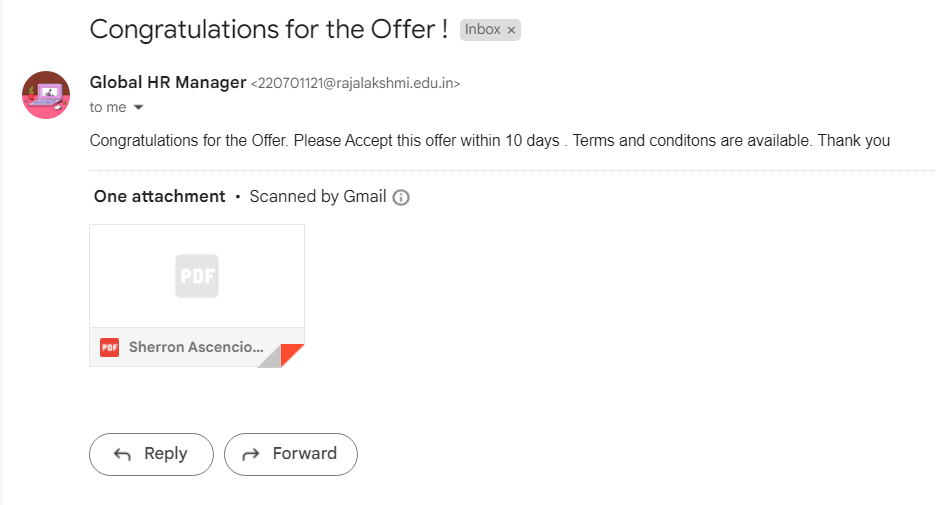 Congratulations for the Offer ! Inbox ×
Global HR Manager <220701121@rajalakshmi.edu.in>
to me
Congratulations for the Offer. Please Accept this offer within 10 days . Terms and conditons are available. Thank you
One attachment • Scanned by Gmail
PDF
PDF Sherron Ascencio...
Reply Forward